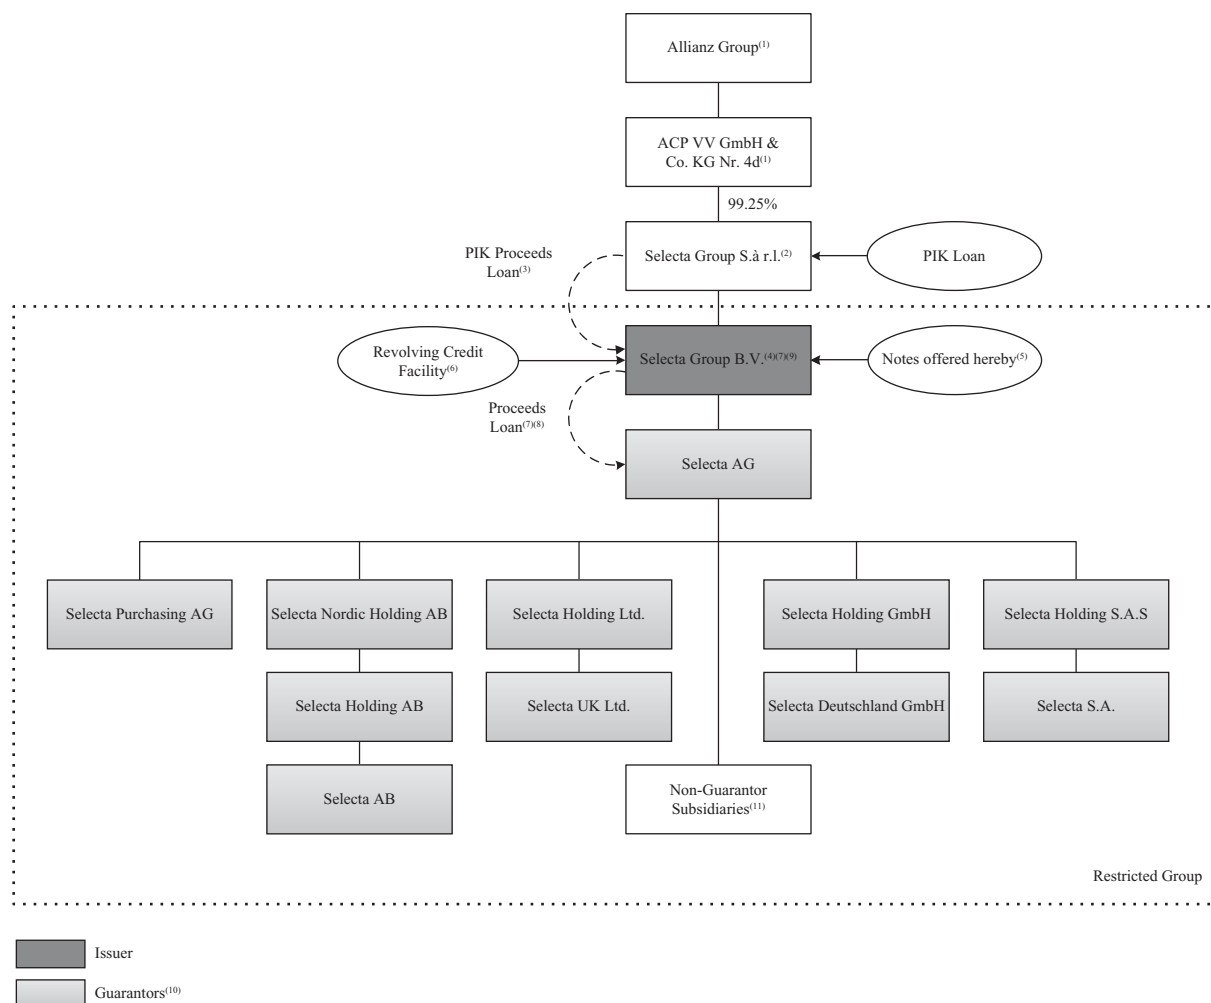 Allianz Group(1)
ACP VV GmbH &
Co. KG Nr. 4d(1)
99.25%
PIK Proceeds
Loan(3)
Selecta Group S.à r.l.(2)
PIK Loan
Revolving Credit
Facility(6)
Selecta Group B.V.(4)(7)(9)
Notes offered hereby(5)
Proceeds
Loan(7)(8)
Selecta AG
Selecta Purchasing AG
Selecta Nordic Holding AB
Selecta Holding Ltd.
Selecta Holding GmbH
Selecta Holding S.A.S
Selecta Holding AB
Selecta UK Ltd.
Selecta Deutschland GmbH
Selecta S.A.
Selecta AB
Non-Guarantor
Subsidiaries(11)
Restricted Group
Issuer
Guarantors(10)